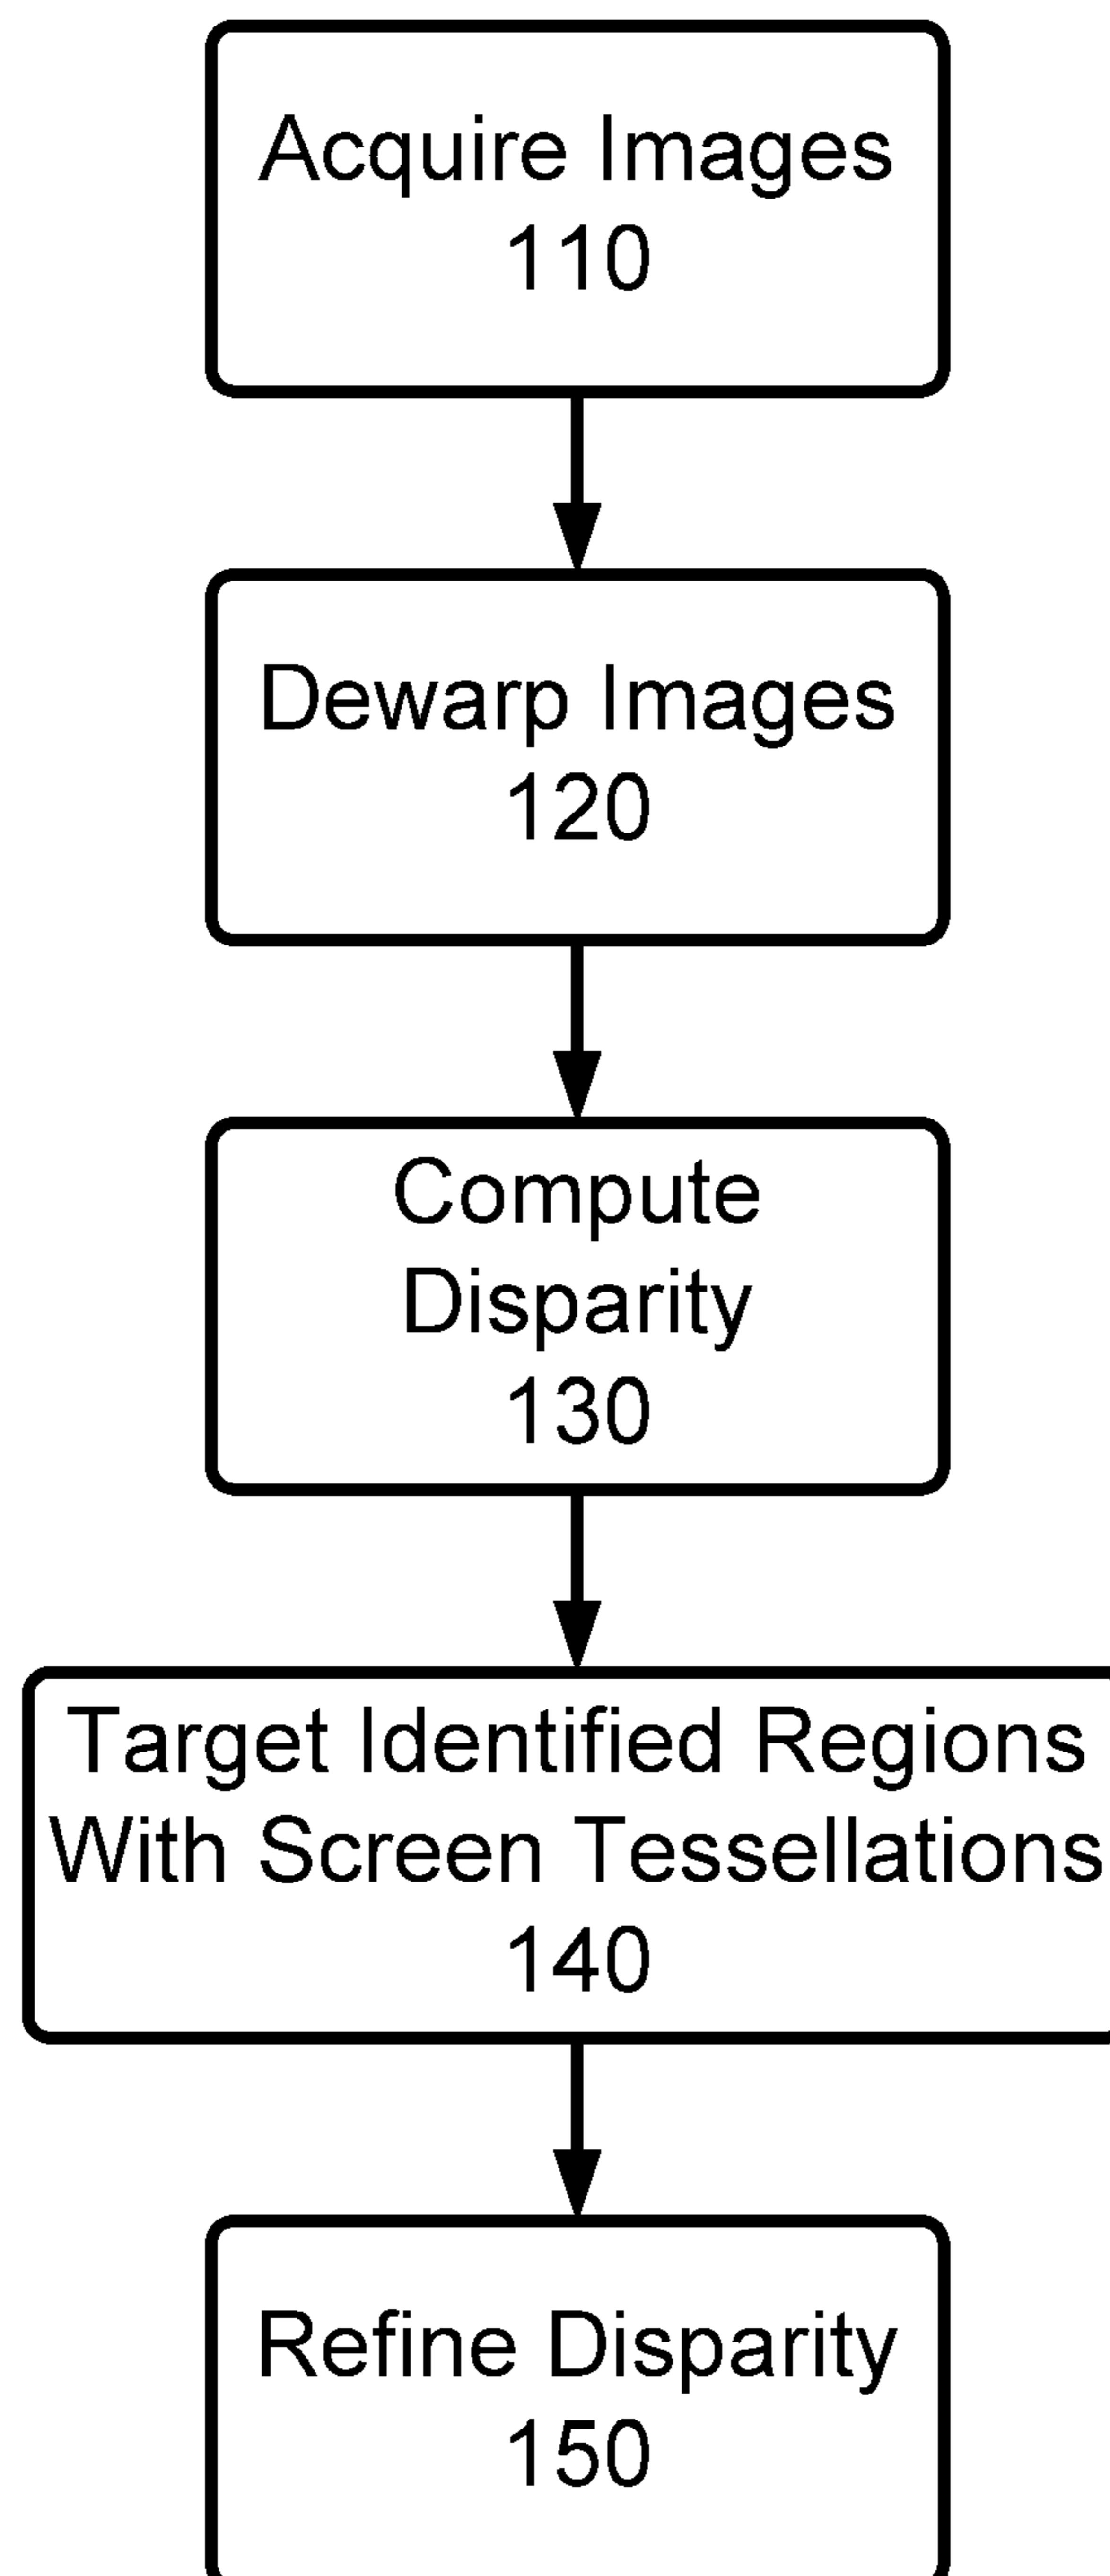 Acquire Images
110
Dewarp Images
120
Compute
Disparity
130
Target Identified Regions
With Screen Tessellations
140
Refine Disparity
150